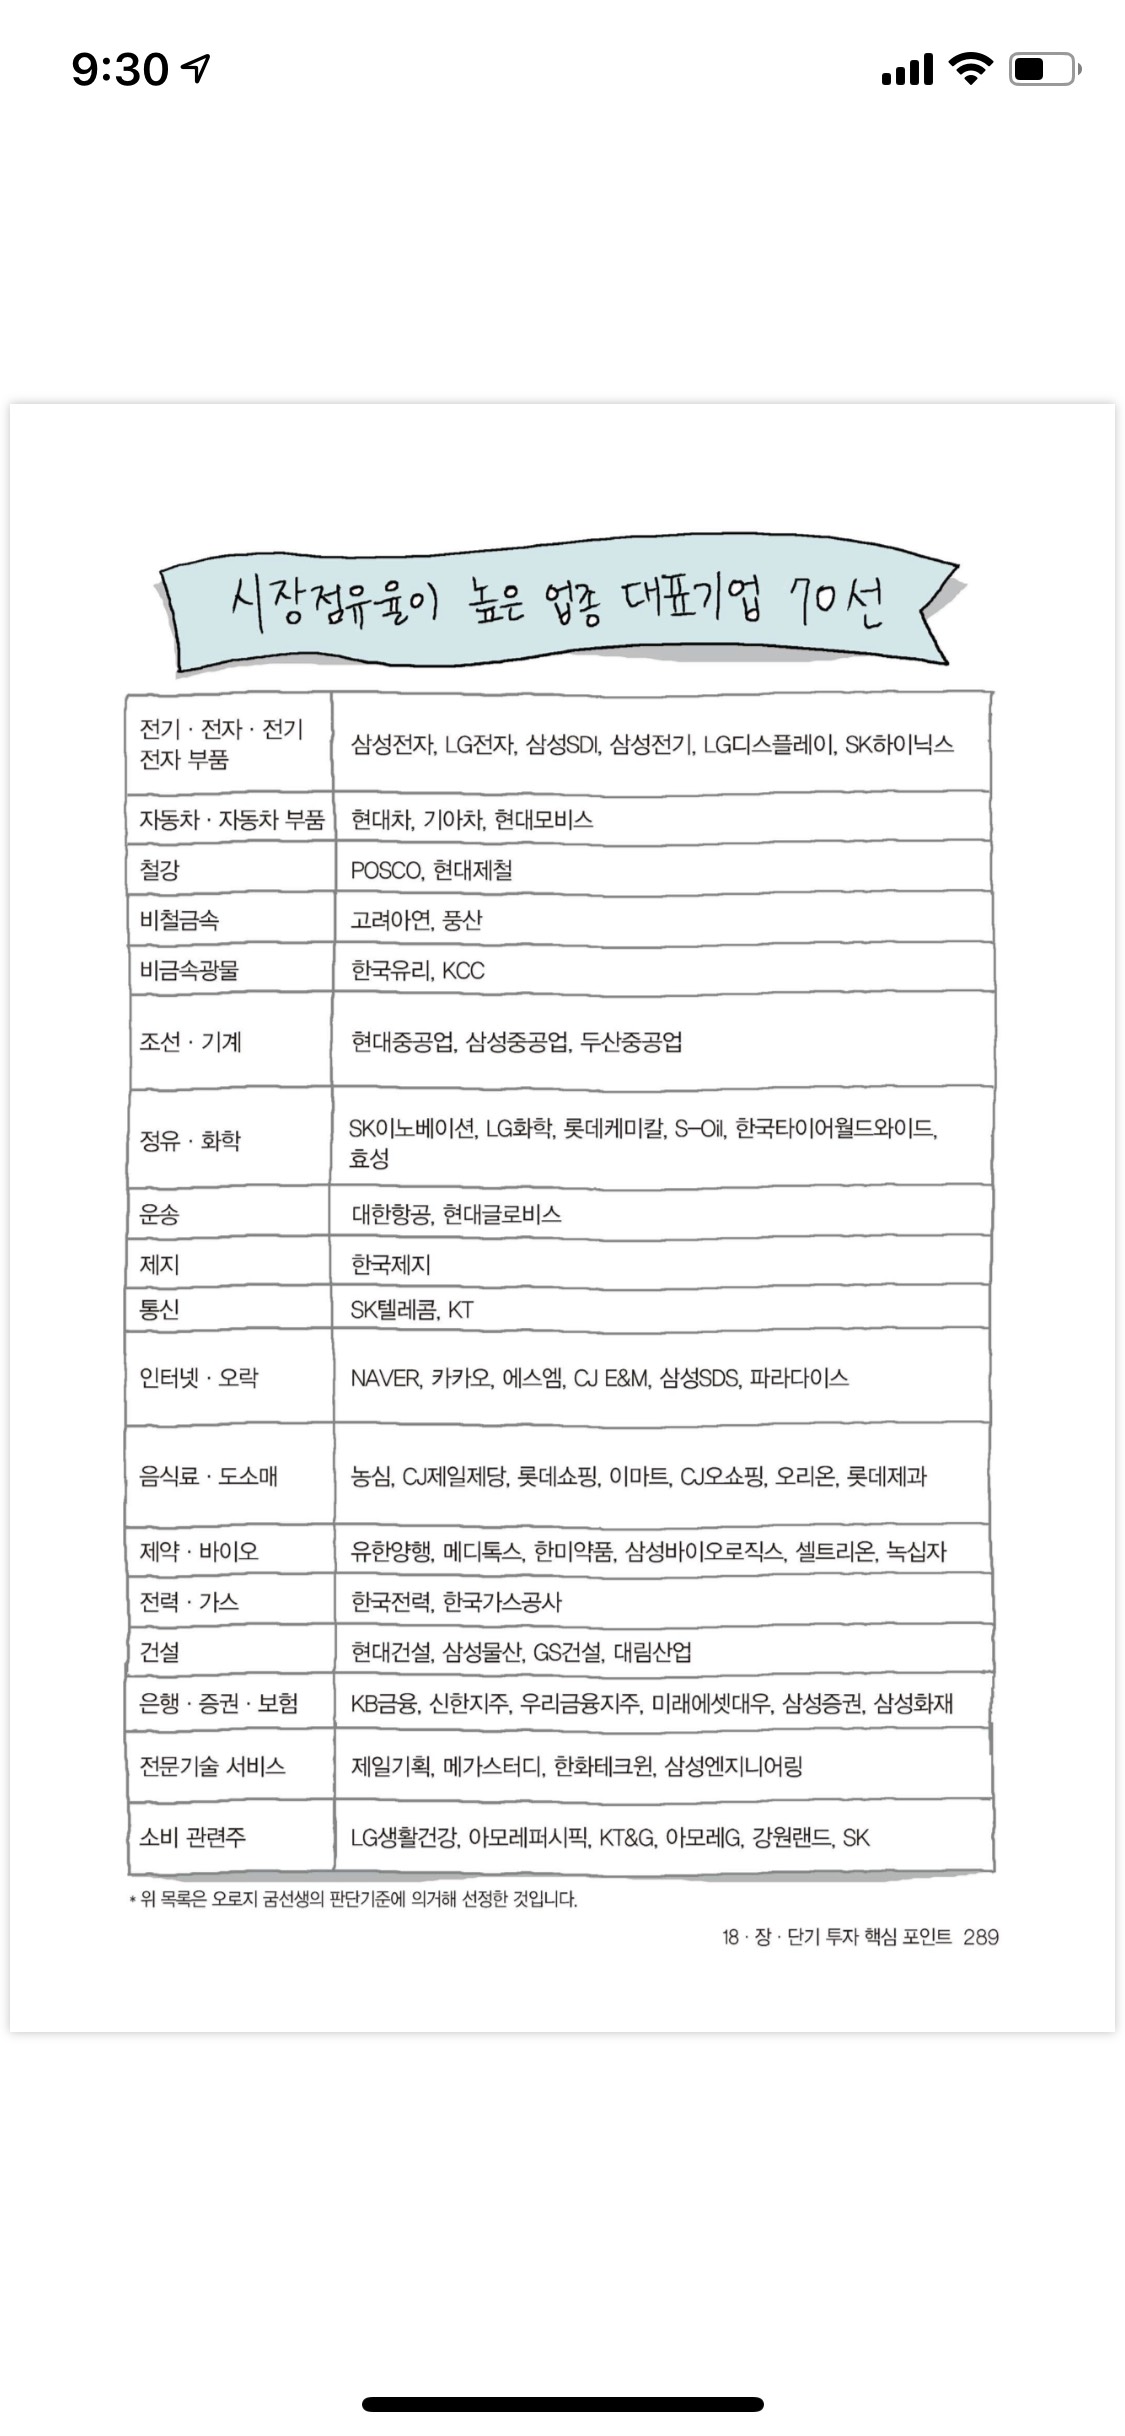 9:30
시장점유율이 높은 업종 대표기업 70선
전기 · 전자 · 전기
전자 부품
삼성전자, LG전자, 삼성SDI, 삼성전기, LG디스플레이, SK하이닉스
자동차 · 자동차 부품
현대차, 기아차, 현대모비스
철강
POSCO, 현대제철
비철금속
고려아연, 풍산
비금속광물
한국유리, KCC
조선 · 기계
현대중공업, 삼성중공업, 두산중공업
정유 · 화학
SK이노베이션, LG화학, 롯데케미칼, S-Oil, 한국타이어월드와이드,
효성
운송
대한항공, 현대글로비스
제지
한국제지
통신
SK텔레콤, KT
인터넷 · 오락
NAVER, 카카오, 에스엠, CJ E&M, 삼성SDS, 파라다이스
음식료 · 도소매
농심, CJ제일제당, 롯데쇼핑, 이마트, CJ오쇼핑, 오리온, 롯데제과
제약 · 바이오
유한양행, 메디톡스, 한미약품, 삼성바이오로직스, 셀트리온, 녹십자
전력 · 가스
한국전력, 한국가스공사
건설
현대건설, 삼성물산, GS건설, 대림산업
은행 · 증권 · 보험
KB금융, 신한지주, 우리금융지주, 미래에셋대우, 삼성증권, 삼성화재
전문기술 서비스
제일기획, 메가스터디, 한화테크윈, 삼성엔지니어링
소비 관련주
LG생활건강, 아모레퍼시픽, KT&G, 아모레G, 강원랜드, SK
* 위 목록은 오로지 굼선생의 판단기준에 의거해 선정한 것입니다.
18 · 장 · 단기 투자 핵심 포인트 289